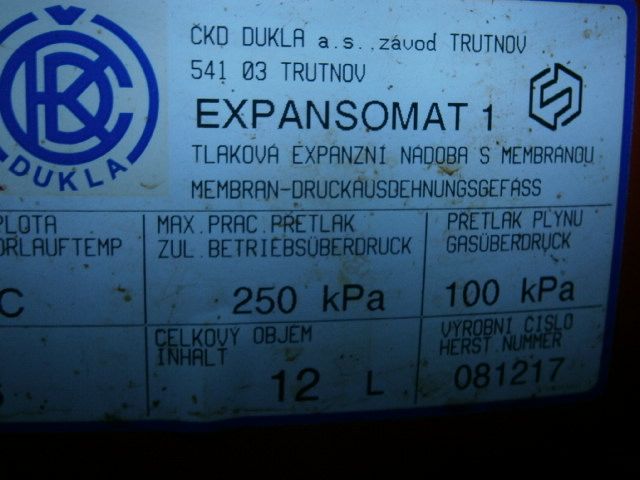 ČKD DUKLA a.s., závod TRUTNOV
541 03 TRUTNOV
EXPANSOMAT 1
TLAKOVÁ EXPANZNÍ NÁDOBA S MEMBRÁNOU
MEMBRAN-DRUCKAUSDEHNUNGSGEFÄSS
ČKD
DUKLA
PLOTA
ORLAUFTEMP
C
MAX. PRAC. PŘETLAK
ZUL. BETRIEBSÜBERDRUCK
250 kPa
PŘETLAK PLYNU
GASÜBERDRUCK
100 kPa
CELKOVÝ OBJEM
INHALT
12 L
VÝROBNÍ ČÍSLO
HERST. NUMMER
081217